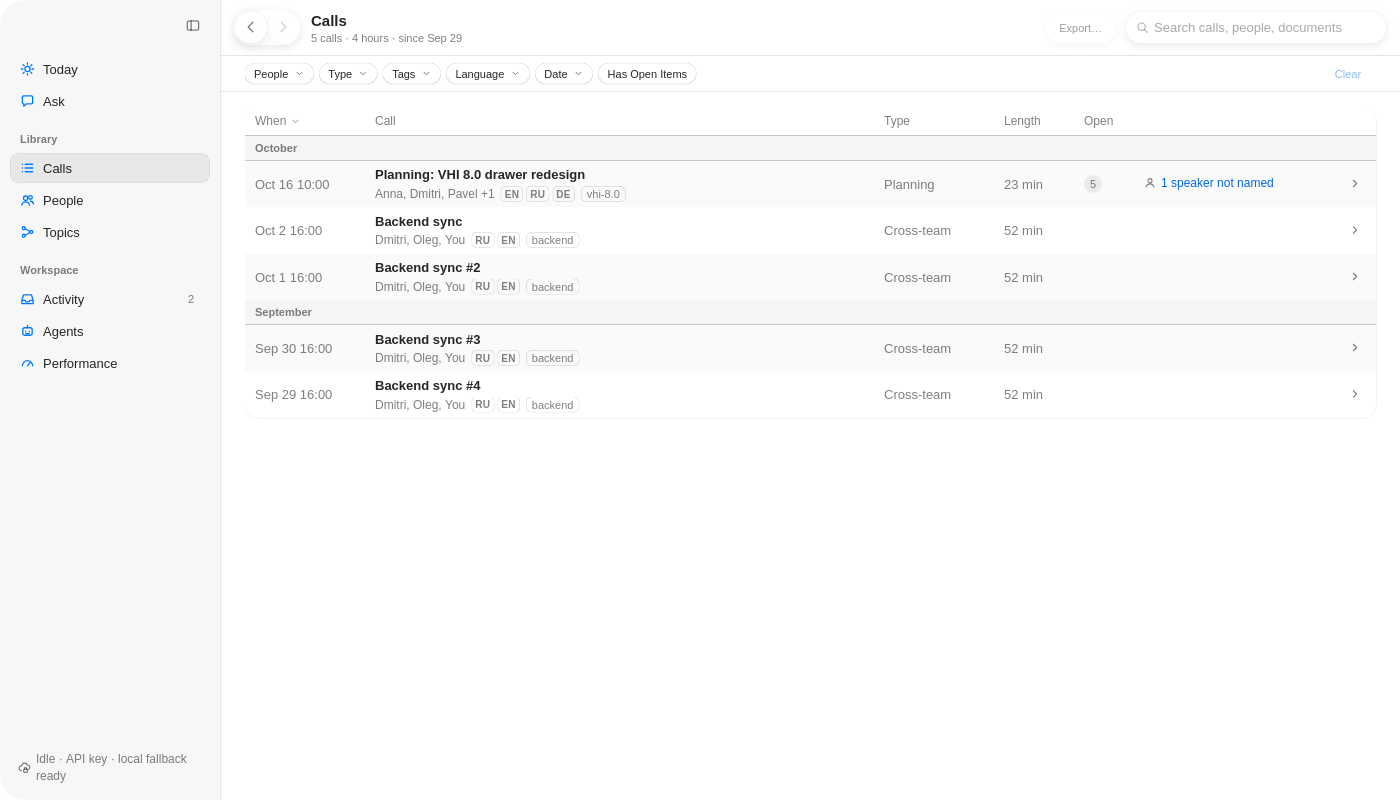 Calls
5 calls · 4 hours · since Sep 29
Export…
Search calls, people, documents
Today
Ask
Library
Calls
People
Topics
Workspace
Activity 2
Agents
Performance
Idle · API key · local fallback
ready
People Type Tags Language Date Has Open Items Clear
When Call Type Length Open
October
Oct 16 10:00 Planning: VHI 8.0 drawer redesign Planning 23 min 5 1 speaker not named
Anna, Dmitri, Pavel +1 EN RU DE vhi-8.0
Oct 2 16:00 Backend sync Cross-team 52 min
Dmitri, Oleg, You RU EN backend
Oct 1 16:00 Backend sync #2 Cross-team 52 min
Dmitri, Oleg, You RU EN backend
September
Sep 30 16:00 Backend sync #3 Cross-team 52 min
Dmitri, Oleg, You RU EN backend
Sep 29 16:00 Backend sync #4 Cross-team 52 min
Dmitri, Oleg, You RU EN backend